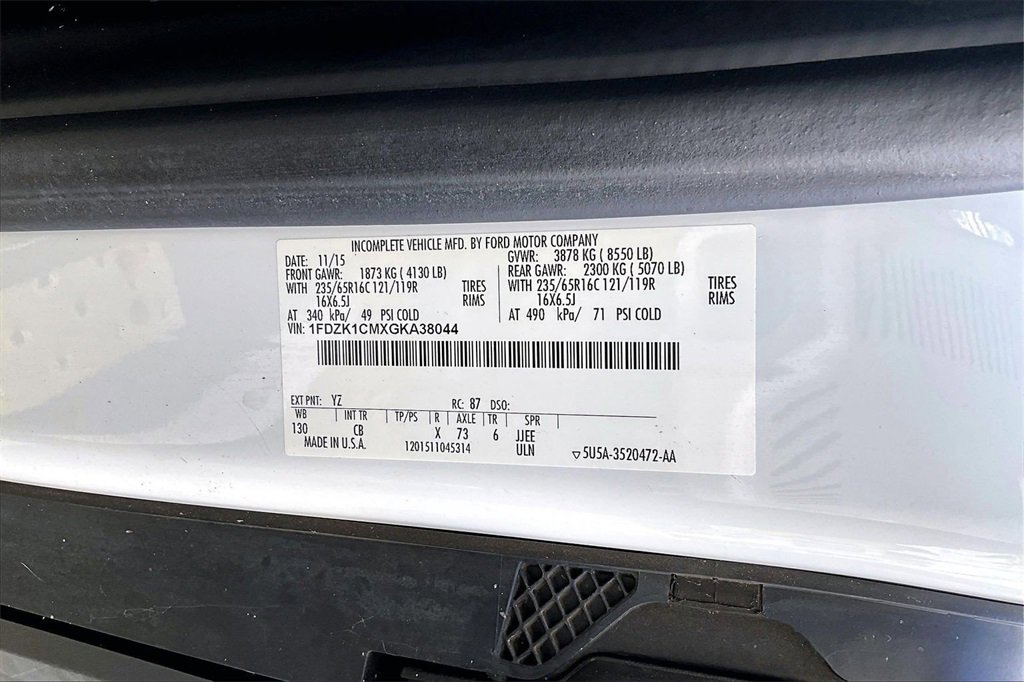 INCOMPLETE VEHICLE MFD. BY FORD MOTOR COMPANY
DATE: 11/15 GVWR: 3878 KG ( 8550 LB)
FRONT GAWR: 1873 KG ( 4130 LB) REAR GAWR: 2300 KG ( 5070 LB)
WITH 235/65R16C 121/119R TIRES WITH 235/65R16C 121/119R TIRES
16X6.5J RIMS 16X6.5J RIMS
AT 340 kPa/ 49 PSI COLD AT 490 kPa/ 71 PSI COLD
VIN: 1FDZK1CMXGKA38044
EXT PNT: YZ RC: 87 DSO:
WB INT TR TP/PS R AXLE TR SPR
130 CB X 73 6 JJEE
MADE IN U.S.A. 1201511045314 ULN ▽5U5A-3520472-AA